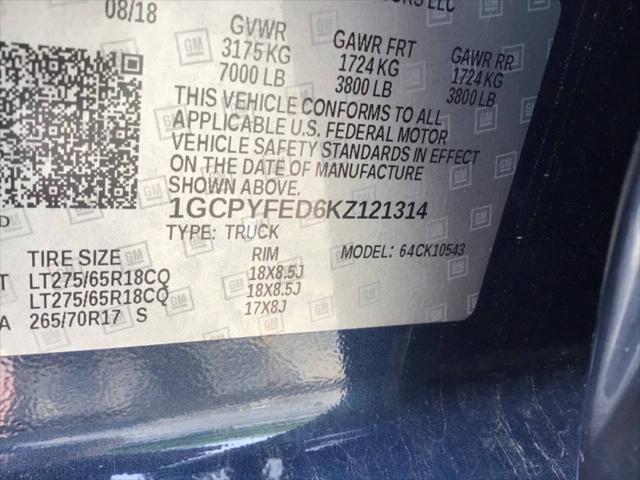 ORS LLC
08/18
GVWR GAWR FRT GAWR RR
3175 KG 1724 KG 1724 KG
7000 LB 3800 LB 3800 LB
THIS VEHICLE CONFORMS TO ALL
APPLICABLE U.S. FEDERAL MOTOR
VEHICLE SAFETY STANDARDS IN EFFECT
ON THE DATE OF MANUFACTURE
SHOWN ABOVE.
1GCPYFED6KZ121314
TYPE: TRUCK MODEL: 64CK10543
TIRE SIZE RIM
T LT275/65R18CQ 18X8.5J
LT275/65R18CQ 18X8.5J
A 265/70R17 S 17X8J
GM